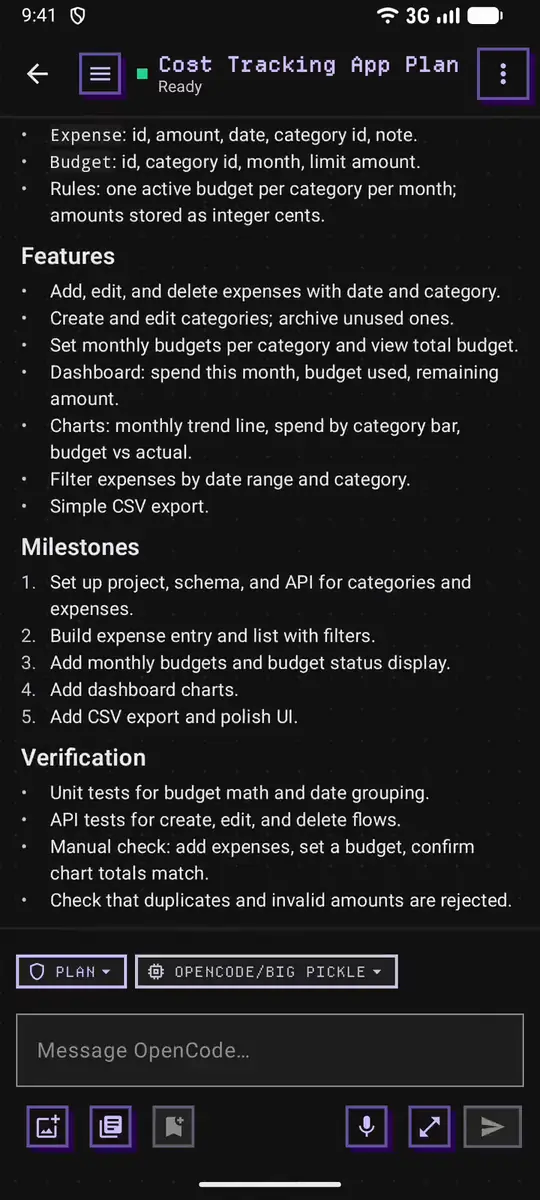 9:41 3G
Cost Tracking App Plan
Ready
• Expense: id, amount, date, category id, note.
• Budget: id, category id, month, limit amount.
• Rules: one active budget per category per month;
amounts stored as integer cents.
Features
• Add, edit, and delete expenses with date and category.
• Create and edit categories; archive unused ones.
• Set monthly budgets per category and view total budget.
• Dashboard: spend this month, budget used, remaining
amount.
• Charts: monthly trend line, spend by category bar,
budget vs actual.
• Filter expenses by date range and category.
• Simple CSV export.
Milestones
1. Set up project, schema, and API for categories and
expenses.
2. Build expense entry and list with filters.
3. Add monthly budgets and budget status display.
4. Add dashboard charts.
5. Add CSV export and polish UI.
Verification
• Unit tests for budget math and date grouping.
• API tests for create, edit, and delete flows.
• Manual check: add expenses, set a budget, confirm
chart totals match.
• Check that duplicates and invalid amounts are rejected.
PLAN OPENCODE/BIG PICKLE
Message OpenCode…